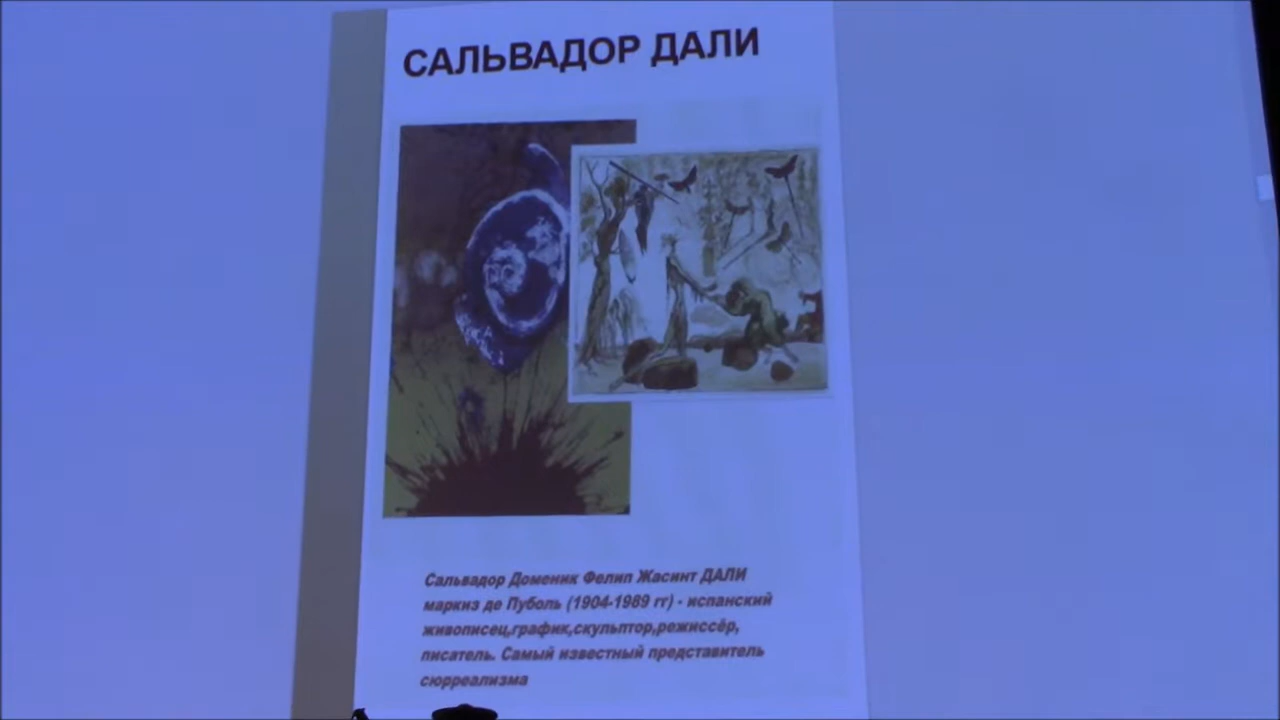 САЛЬВАДОР ДАЛИ
Сальвадор Доменик Фелип Жасинт ДАЛИ
маркиз де Пуболь (1904-1989 гг) - испанский
живописец,график,скульптор,режиссёр,
писатель. Самый известный представитель
сюрреализма